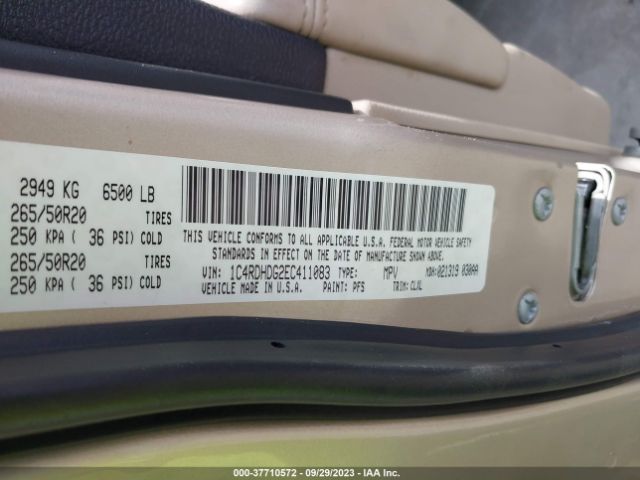 2949 KG 6500 LB
265/50R20 TIRES
250 KPA ( 36 PSI) COLD
265/50R20 TIRES
250 KPA ( 36 PSI) COLD
THIS VEHICLE CONFORMS TO ALL APPLICABLE U.S.A. FEDERAL MOTOR VEHICLE SAFETY
STANDARDS IN EFFECT ON THE DATE OF MANUFACTURE SHOWN ABOVE.
VIN: 1C4RDHDG2EC411083 TYPE: MPV MDH:021319 030AA
VEHICLE MADE IN U.S.A. PAINT: PFS TRIM: CLXL
000-37710572 - 09/29/2023 - IAA Inc.